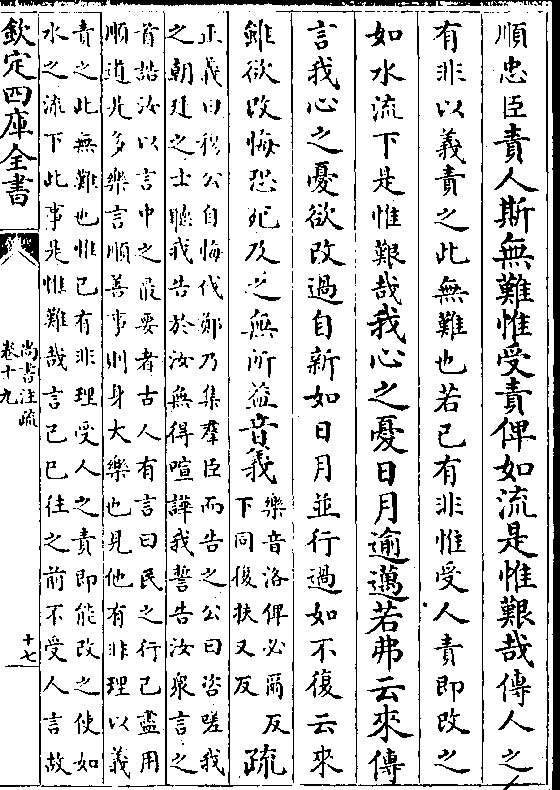 順忠臣責人斯無難惟受責俾如流是惟艱哉傳人之
有非以義責之此無難也若已有非惟受人責即改之
如水流下是惟艱哉我心之憂日月逾邁若弗云來傳
言我心之憂欲改過自新如日月並行過如不復云來
雖欲改悔恐死及之無所益音義樂音洛俾必爾反
下同復扶又反疏
正義曰穆公自悔伐鄭乃集羣臣而告之公曰咨嗟我
之朝廷之士聽我告於汝無得喧譁我誓告汝衆言之
首誥汝以言中之最要者古人有言曰民之行已盡用
順道尤多樂言順善事則身大樂也見他有非理以義
責之此無難也惟已有非理受人之責即能改之使如
水之流下此事是惟難哉言已已往之前不受人言故
欽定四庫全書
尚書注疏
卷十九
十七